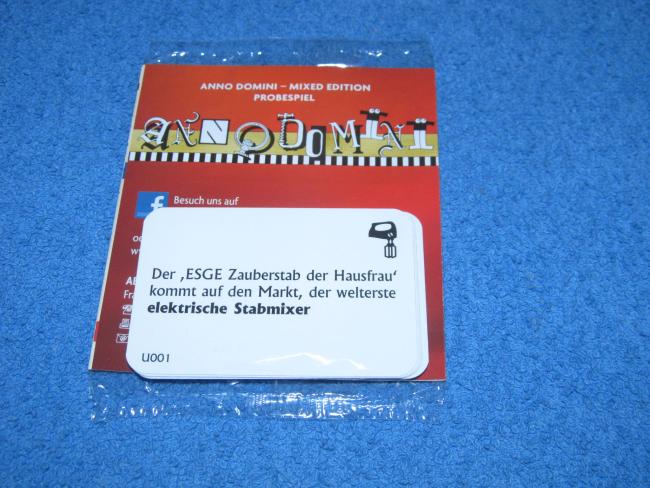 ANNO DOMINI – MIXED EDITION
PROBESPIEL
ANNO DOMINI
f Besuch uns auf
Der ‚ESGE Zauberstab der Hausfrau‘
kommt auf den Markt, der welterste
elektrische Stabmixer
U001